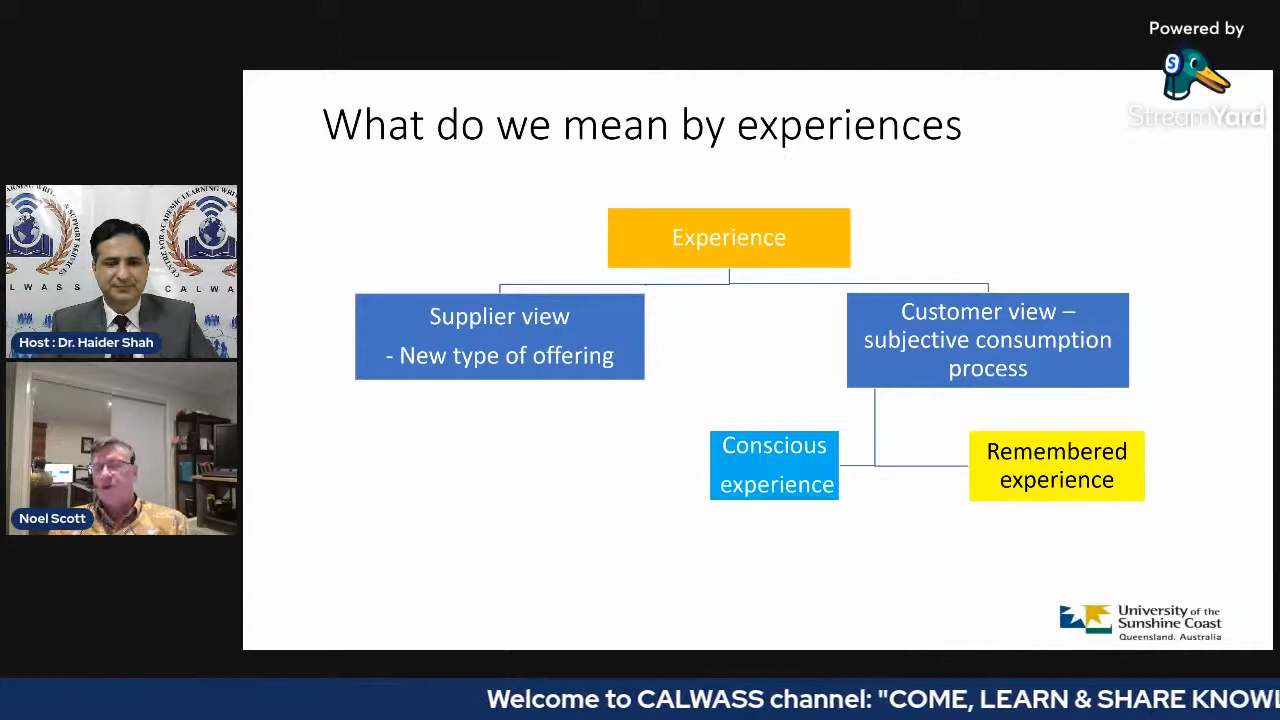 Powered by
S
StreamYard
What do we mean by experiences
Experience
Supplier view
- New type of offering
Customer view –
subjective consumption
process
Conscious
experience
Remembered
experience
CALWASS
Host : Dr. Haider Shah
Noel Scott
University of the
Sunshine Coast
Queensland, Australia
Welcome to CALWASS channel: "COME, LEARN & SHARE